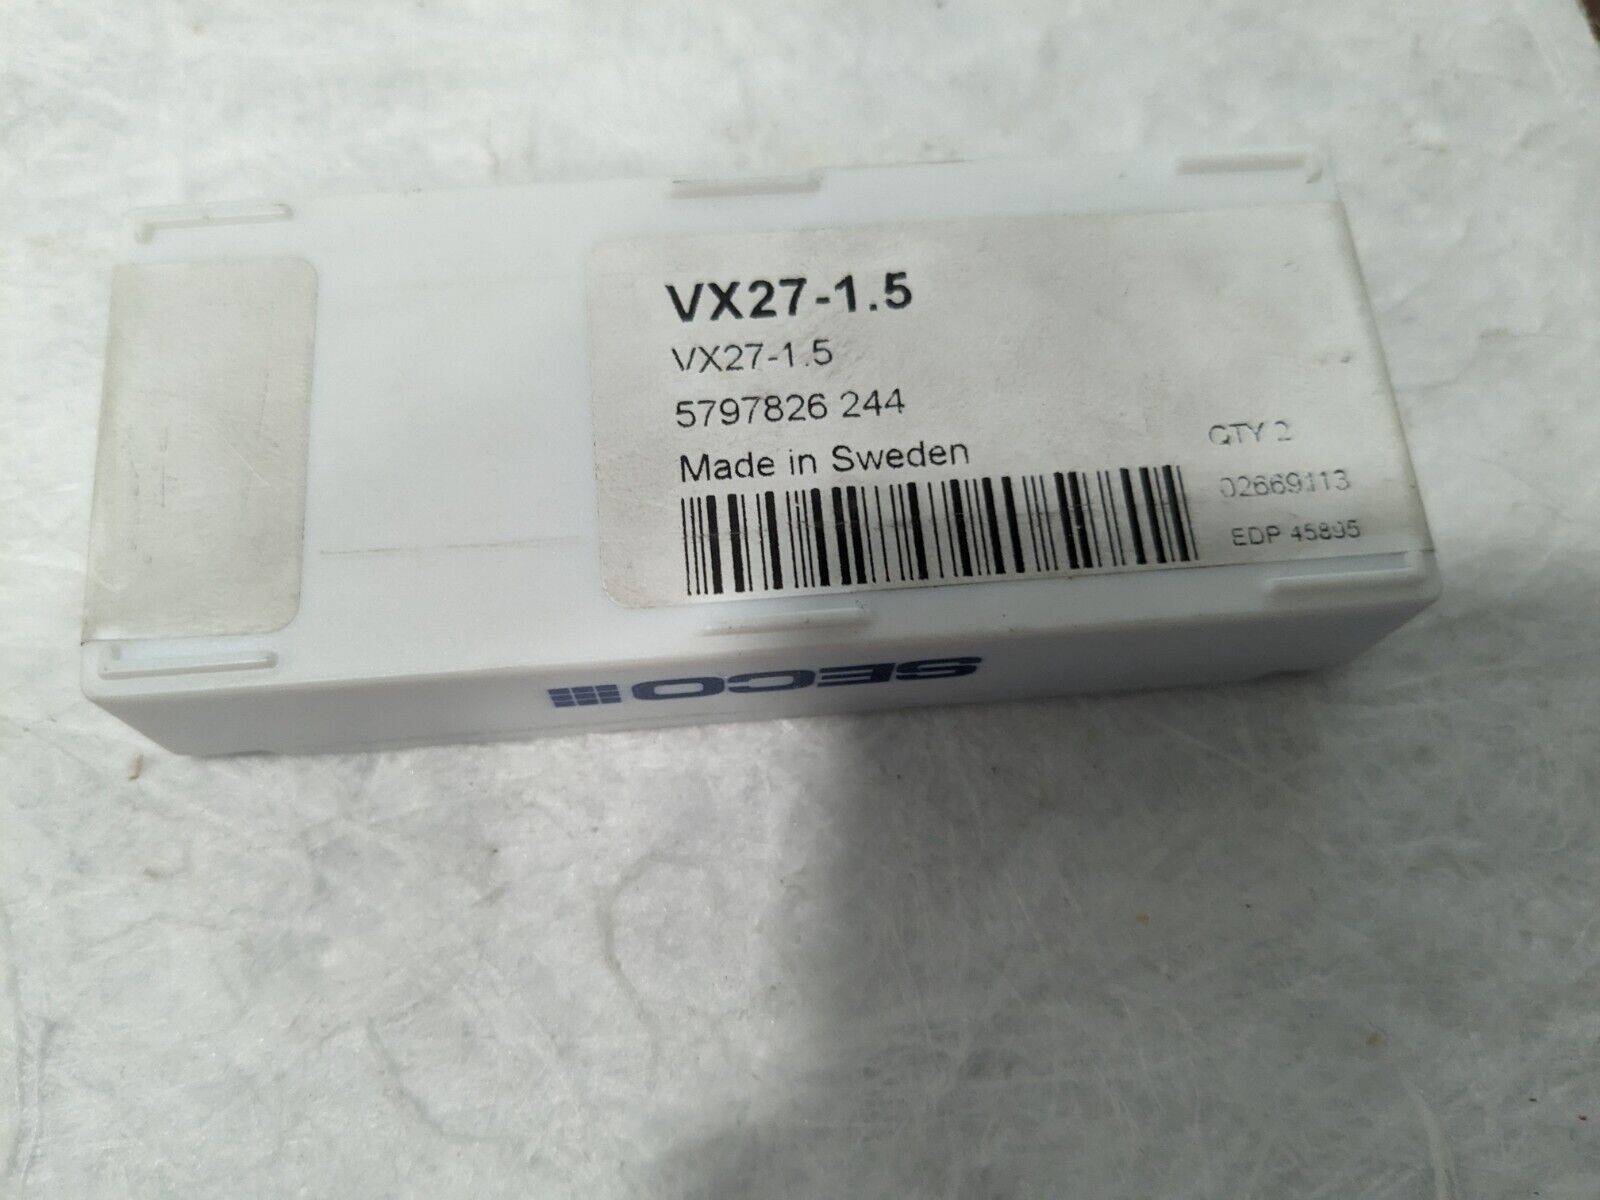 VX27-1.5
VX27-1.5
5797826 244
Made in Sweden
QTY 2
02669113
EDP 45895
SECO